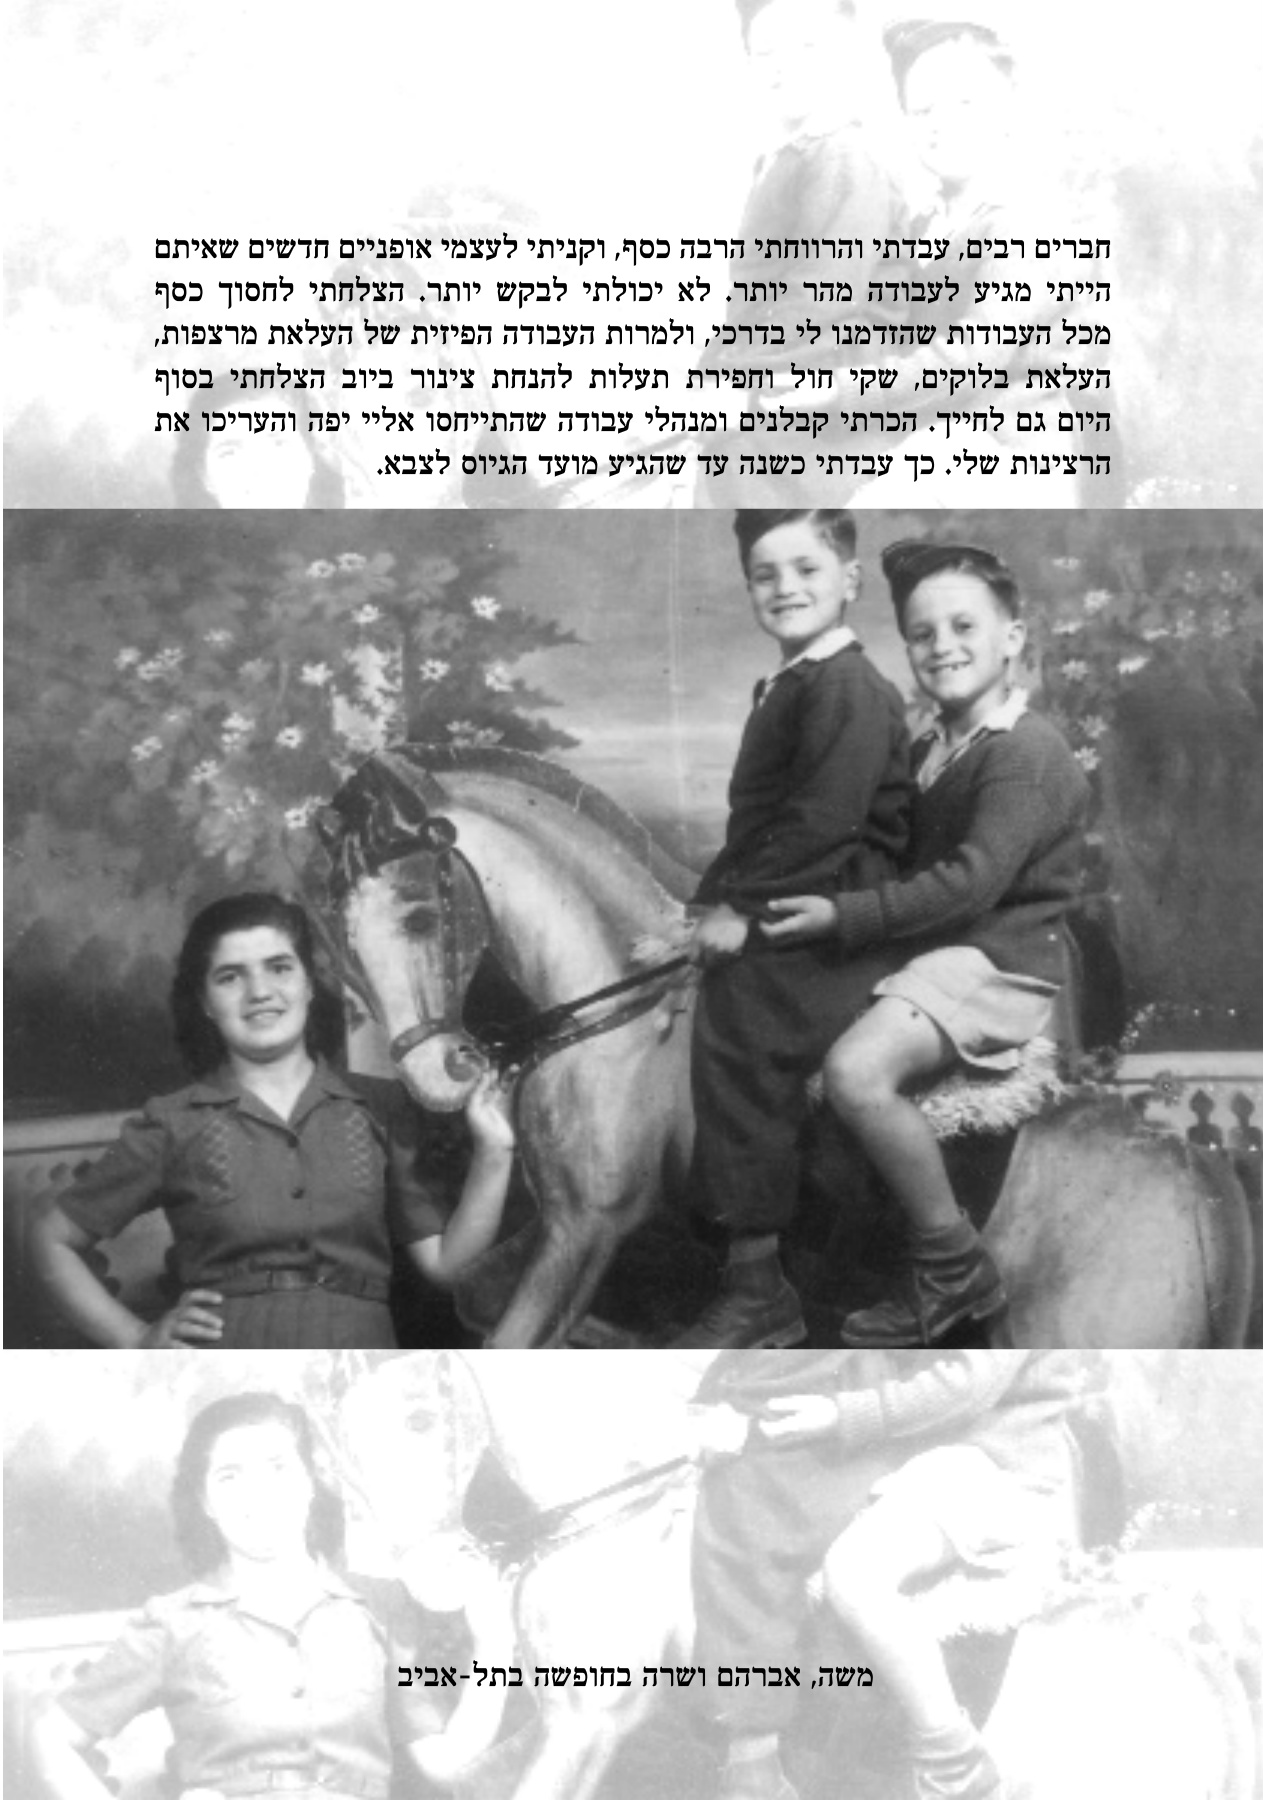 חברים רבים, עבדתי והרווחתי הרבה כסף, וקניתי לעצמי אופניים חדשים שאיתם
הייתי מגיע לעבודה מהר יותר. לא יכולתי לבקש יותר. הצלחתי לחסוך כסף
מכל העבודות שהזדמנו לי בדרכי, ולמרות העבודה הפיזית של העלאת מרצפות,
העלאת בלוקים, שקי חול וחפירת תעלות להנחת צינור ביוב הצלחתי בסוף
היום גם לחייך. הכרתי קבלנים ומנהלי עבודה שהתייחסו אליי יפה והעריכו את
הרצינות שלי. כך עבדתי כשנה עד שהגיע מועד הגיוס לצבא.
משה, אברהם ושרה בחופשה בתל-אביב